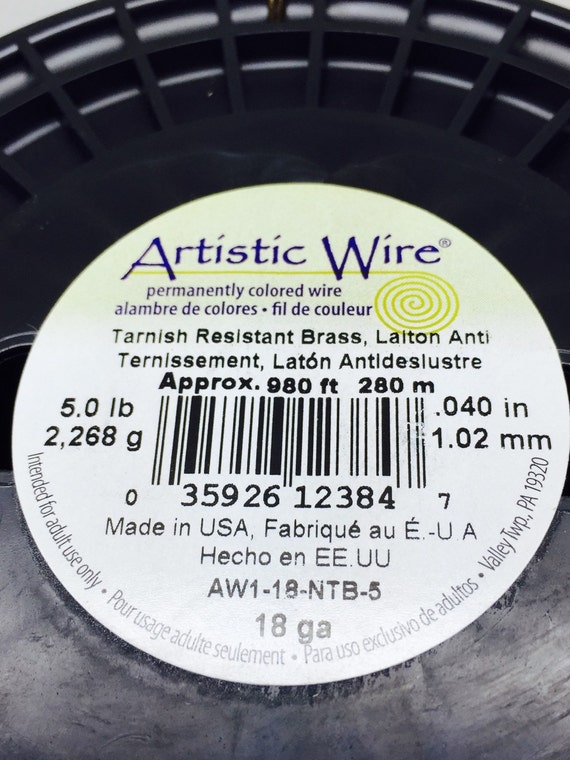 Artistic Wire®
permanently colored wire
alambre de colores • fil de couleur
Tarnish Resistant Brass, Laiton Anti
Ternissement, Latón Antideslustre
Approx. 980 ft 280 m
5.0 lb
2,268 g
.040 in
1.02 mm
0 35926 12384 7
Made in USA, Fabriqué au É.-U A
Hecho en EE.UU
AW1-18-NTB-5
18 ga
Intended for adult use only • Pour usage adulte seulement • Para uso exclusivo de adultos • Valley Twp., PA 19320